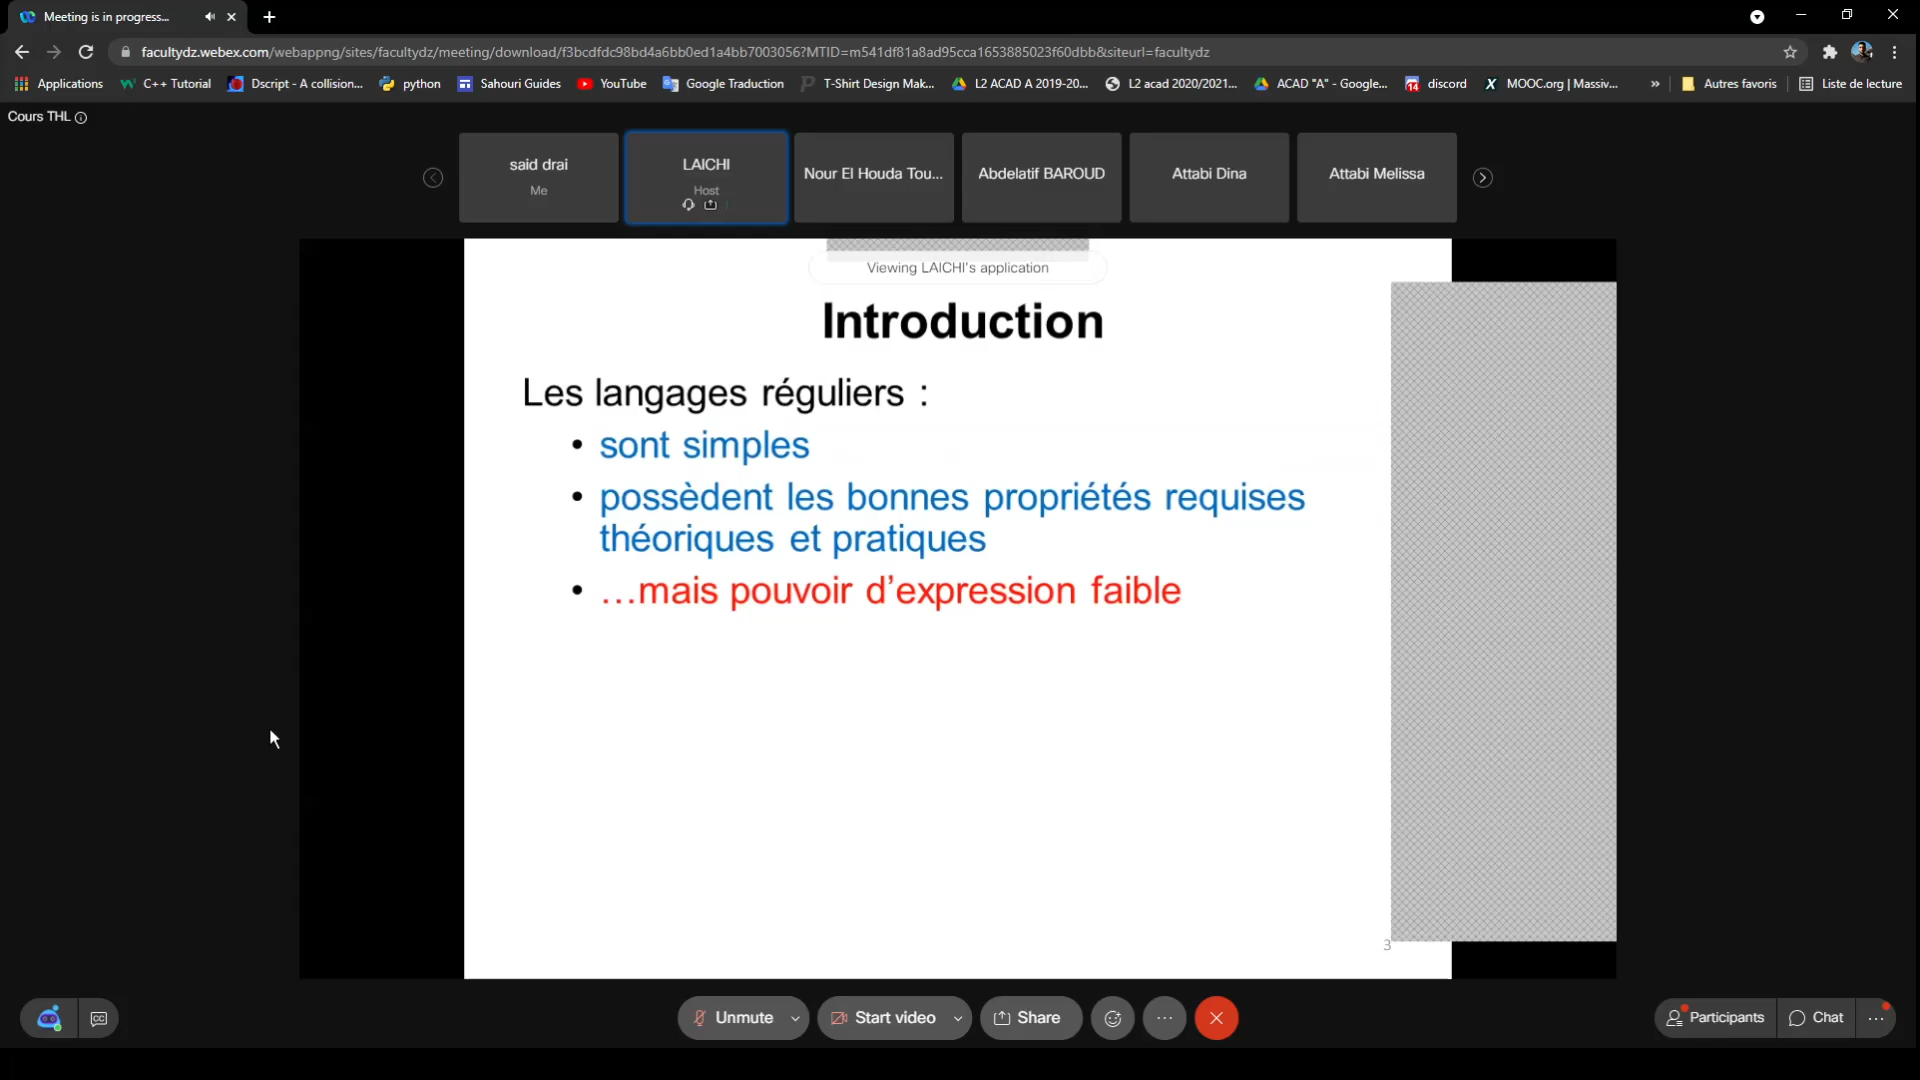 Meeting is in progress...
facultydz.webex.com/webappng/sites/facultydz/meeting/download/f3bcdfdc98bd4a6bb0ed1a4bb7003056?MTID=m541df81a8ad95cca1653885023f60dbb&siteurl=facultydz
Applications C++ Tutorial Dscript - A collision... python Sahouri Guides YouTube Google Traduction T-Shirt Design Mak... L2 ACAD A 2019-20... L2 acad 2020/2021... ACAD "A" - Google... 14 discord MOOC.org | Massiv... » Autres favoris Liste de lecture
Cours THL
said drai
Me
LAICHI
Host
Nour El Houda Tou...
Abdelatif BAROUD
Attabi Dina
Attabi Melissa
Viewing LAICHI's application
Introduction
Les langages réguliers :
• sont simples
• possèdent les bonnes propriétés requises
théoriques et pratiques
• ...mais pouvoir d'expression faible
3
CC
Unmute
Start video
Share
Participants
Chat